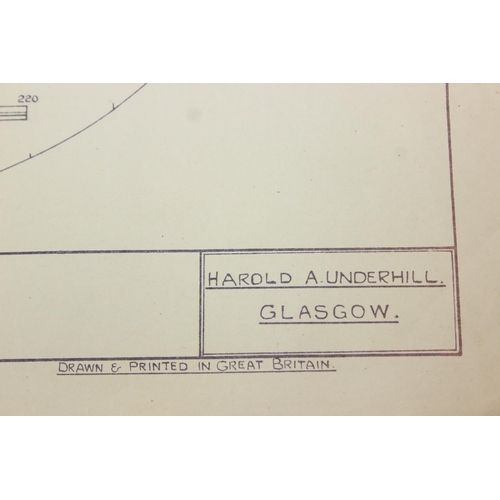 220
HAROLD A. UNDERHILL.
GLASGOW.
DRAWN & PRINTED IN GREAT BRITAIN.